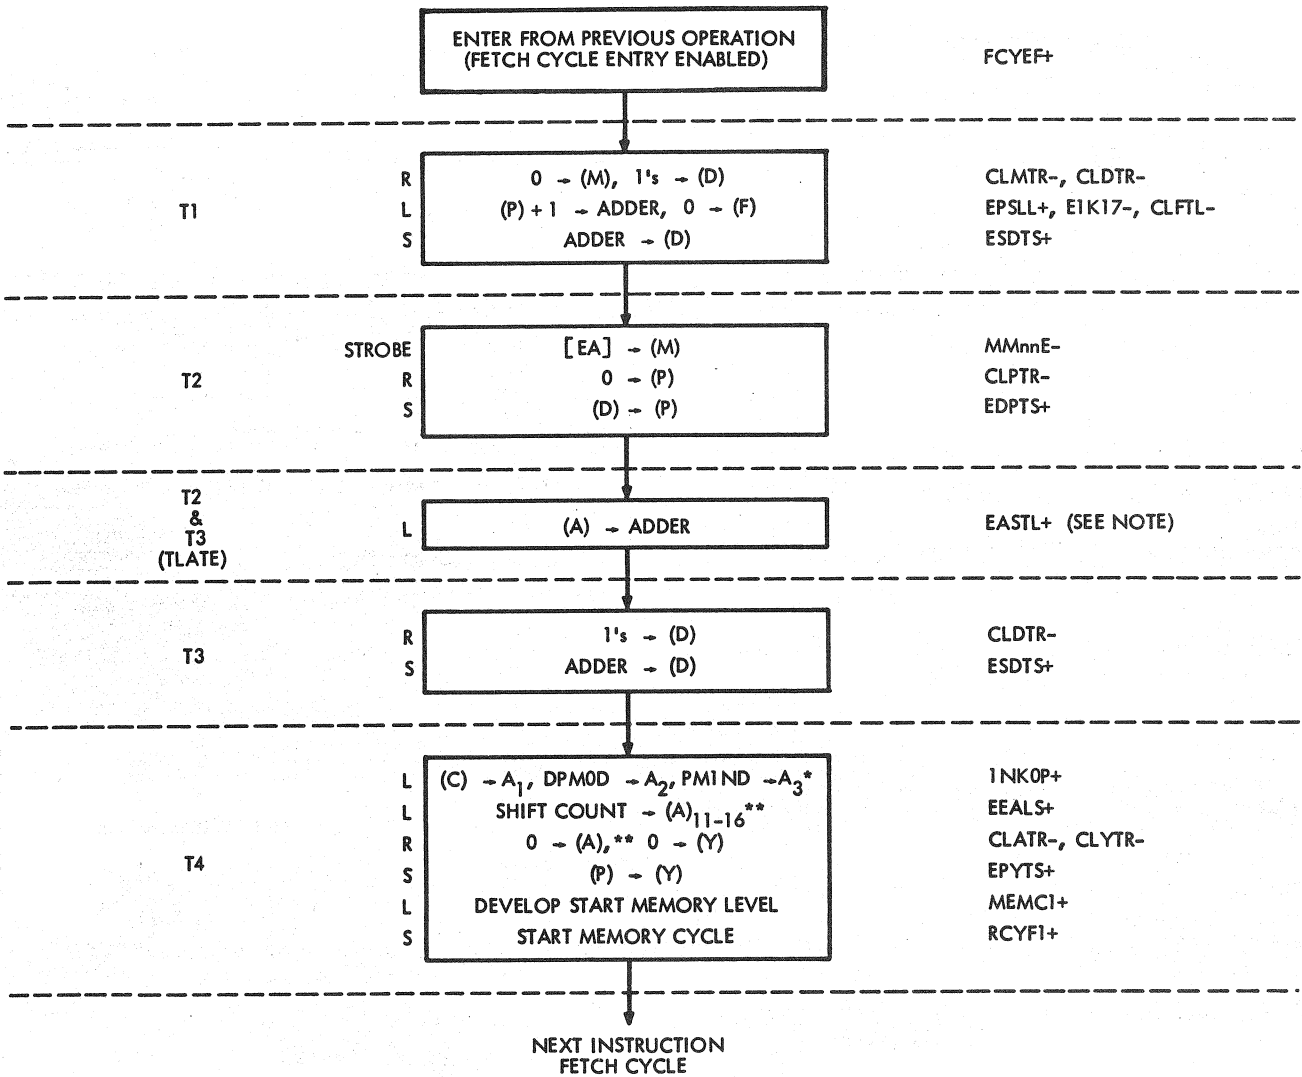 ENTER FROM PREVIOUS OPERATION
(FETCH CYCLE ENTRY ENABLED)
FCYEF+
T1
R 0 → (M), 1's → (D) CLMTR-, CLDTR-
L (P) + 1 → ADDER, 0 → (F) EPSLL+, E1K17-, CLFTL-
S ADDER → (D) ESDTS+
T2
STROBE [EA] → (M) MMnnE-
R 0 → (P) CLPTR-
S (D) → (P) EDPTS+
T2
&
T3
(TLATE)
L (A) → ADDER EASTL+ (SEE NOTE)
T3
R 1's → (D) CLDTR-
S ADDER → (D) ESDTS+
T4
L (C) → A1, DPM0D → A2, PM1ND → A3* 1NK0P+
L SHIFT COUNT → (A)11-16** EEALS+
R 0 → (A),** 0 → (Y) CLATR-, CLYTR-
S (P) → (Y) EPYTS+
L DEVELOP START MEMORY LEVEL MEMC1+
S START MEMORY CYCLE RCYF1+
NEXT INSTRUCTION
FETCH CYCLE